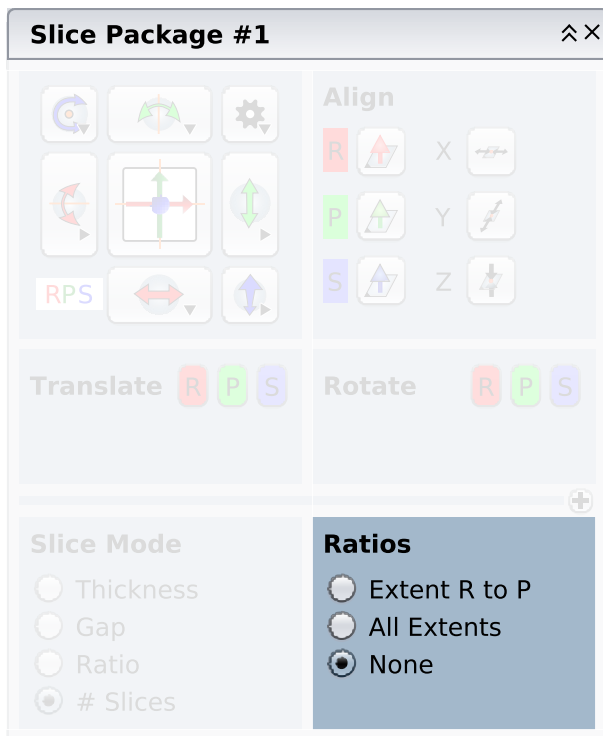 Slice Package #1
Align
R X
P Y
S Z
RPS
Translate R P S
Rotate R P S
Slice Mode
Thickness
Gap
Ratio
# Slices
Ratios
Extent R to P
All Extents
None